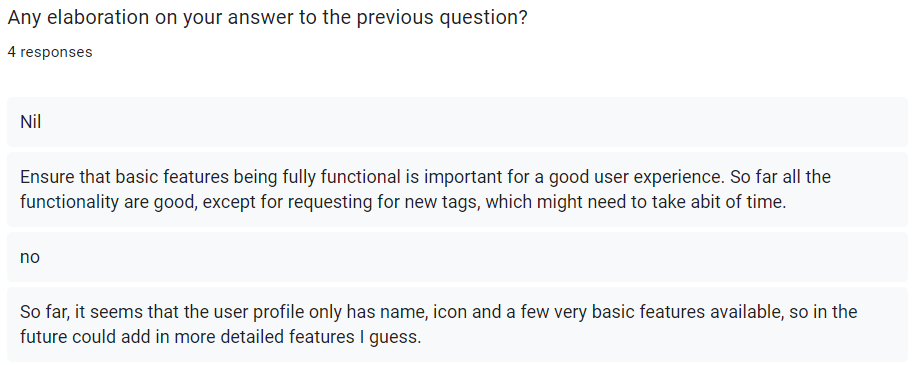 Any elaboration on your answer to the previous question?
4 responses
Nil
Ensure that basic features being fully functional is important for a good user experience. So far all the
functionality are good, except for requesting for new tags, which might need to take abit of time.
no
So far, it seems that the user profile only has name, icon and a few very basic features available, so in the
future could add in more detailed features I guess.